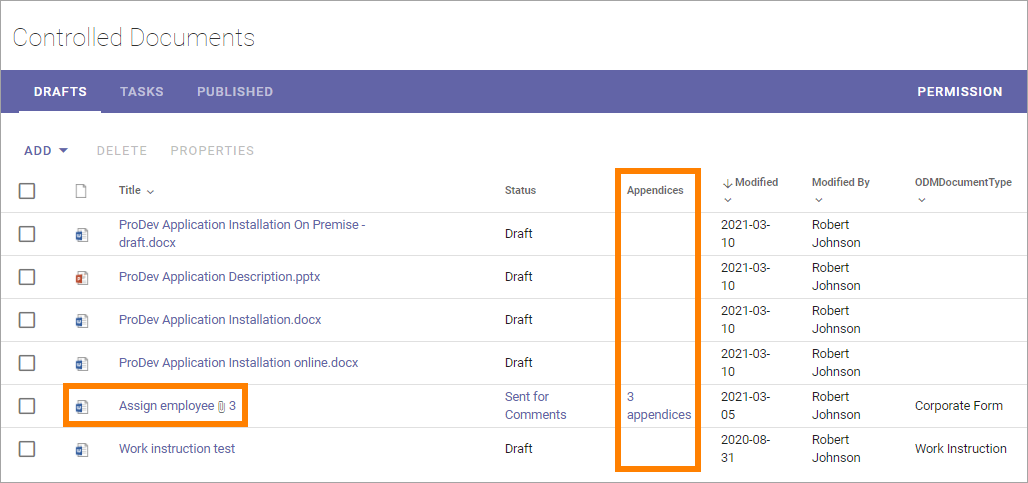 Controlled Documents
DRAFTS TASKS PUBLISHED PERMISSION
ADD DELETE PROPERTIES
Title Status Appendices Modified Modified By ODMDocumentType
ProDev Application Installation On Premise -
draft.docx
Draft
2021-03-
10
Robert
Johnson
ProDev Application Description.pptx
Draft
2021-03-
10
Robert
Johnson
ProDev Application Installation.docx
Draft
2021-03-
10
Robert
Johnson
ProDev Application Installation online.docx
Draft
2021-03-
10
Robert
Johnson
Assign employee 3
Sent for
Comments
3
appendices
2021-03-
05
Robert
Johnson
Corporate Form
Work instruction test
Draft
2020-08-
31
Robert
Johnson
Work Instruction